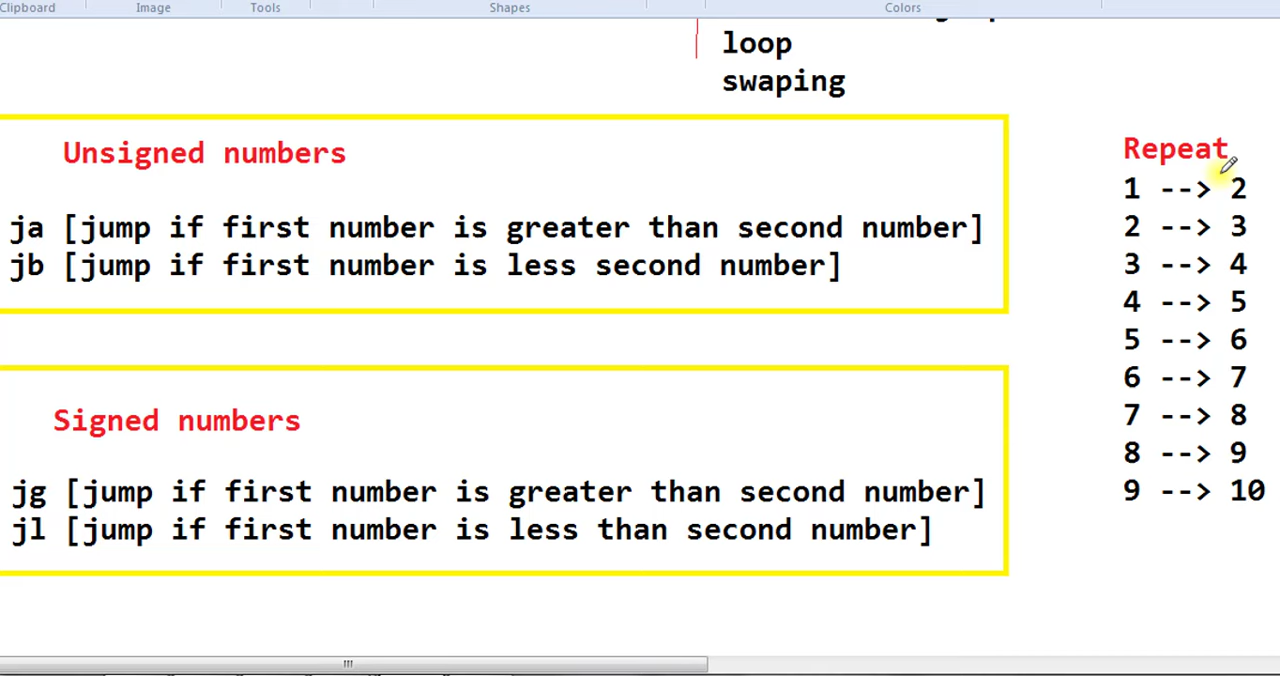 Clipboard Image Tools Shapes Colors
loop
swaping
Unsigned numbers
ja [jump if first number is greater than second number]
jb [jump if first number is less second number]
Signed numbers
jg [jump if first number is greater than second number]
jl [jump if first number is less than second number]
Repeat
1 --> 2
2 --> 3
3 --> 4
4 --> 5
5 --> 6
6 --> 7
7 --> 8
8 --> 9
9 --> 10